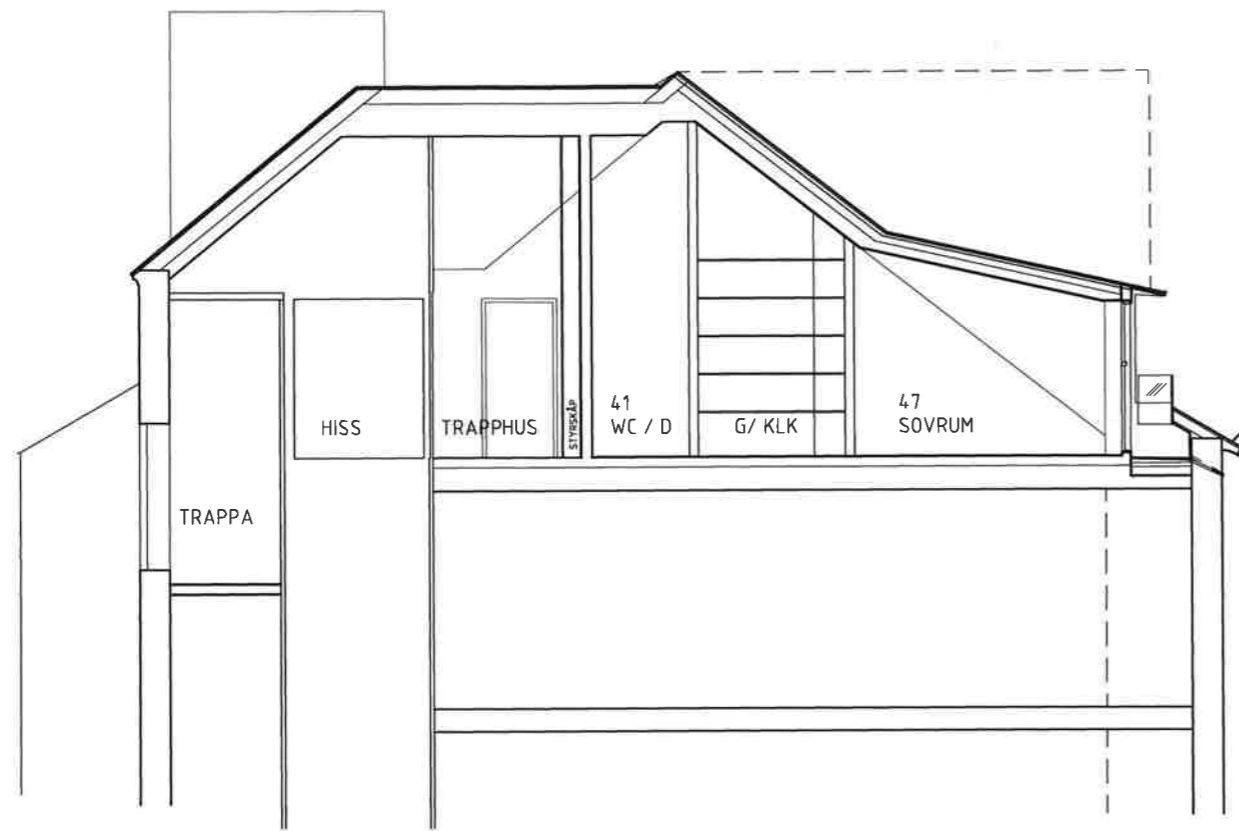 41
WC / D
47
SOVRUM
HISS
TRAPPHUS
STYRSKÅP
G/ KLK
TRAPPA